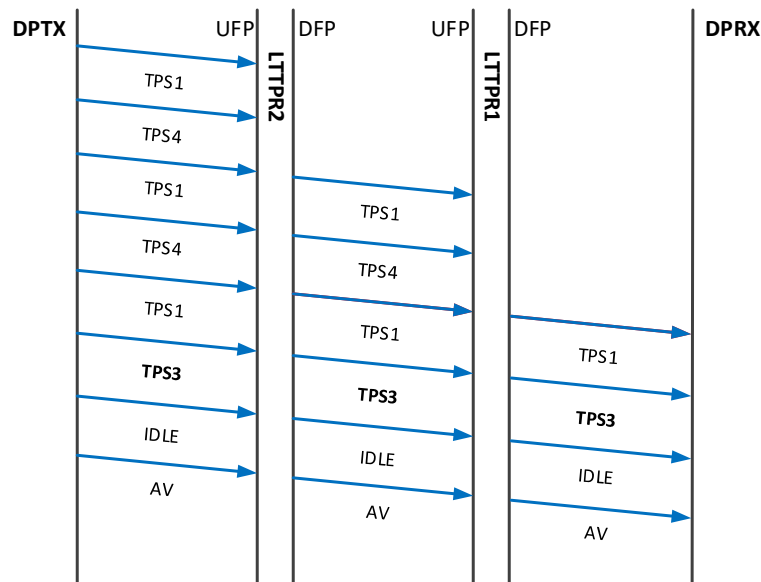 DPTX
UFP
DFP
UFP
DFP
DPRX
LTTPR2
LTTPR1
TPS1
TPS4
TPS1
TPS1
TPS4
TPS4
TPS1
TPS1
TPS1
TPS3
TPS3
TPS3
IDLE
IDLE
IDLE
AV
AV
AV